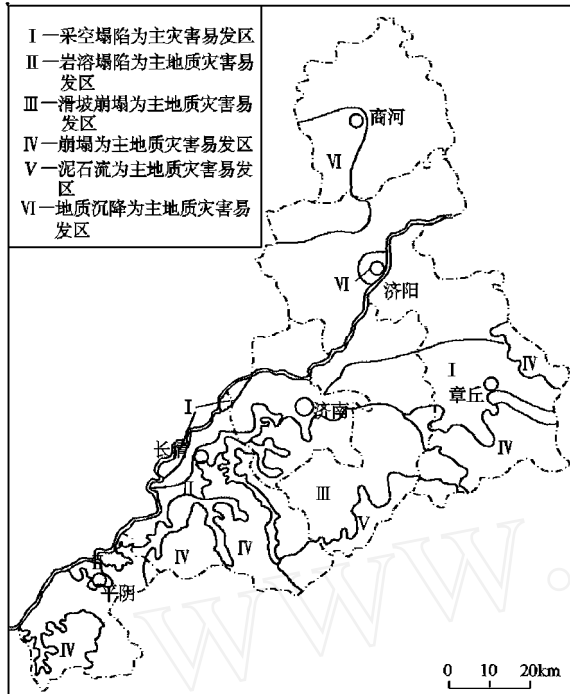 Ⅰ—采空塌陷为主灾害易发区
Ⅱ—岩溶塌陷为主地质灾害易
发区
Ⅲ—滑坡崩塌为主地质灾害易
发区
Ⅳ—崩塌为主地质灾害易发区
Ⅴ—泥石流为主地质灾害易发
区
Ⅵ—地质沉降为主地质灾害易
发区
商河
Ⅵ
Ⅵ
济阳
Ⅰ
Ⅳ
章丘
Ⅰ
济南
长清
Ⅳ
Ⅱ
Ⅲ
Ⅴ
Ⅳ
Ⅳ
Ⅱ
平阴
Ⅳ
0 10 20km
www.